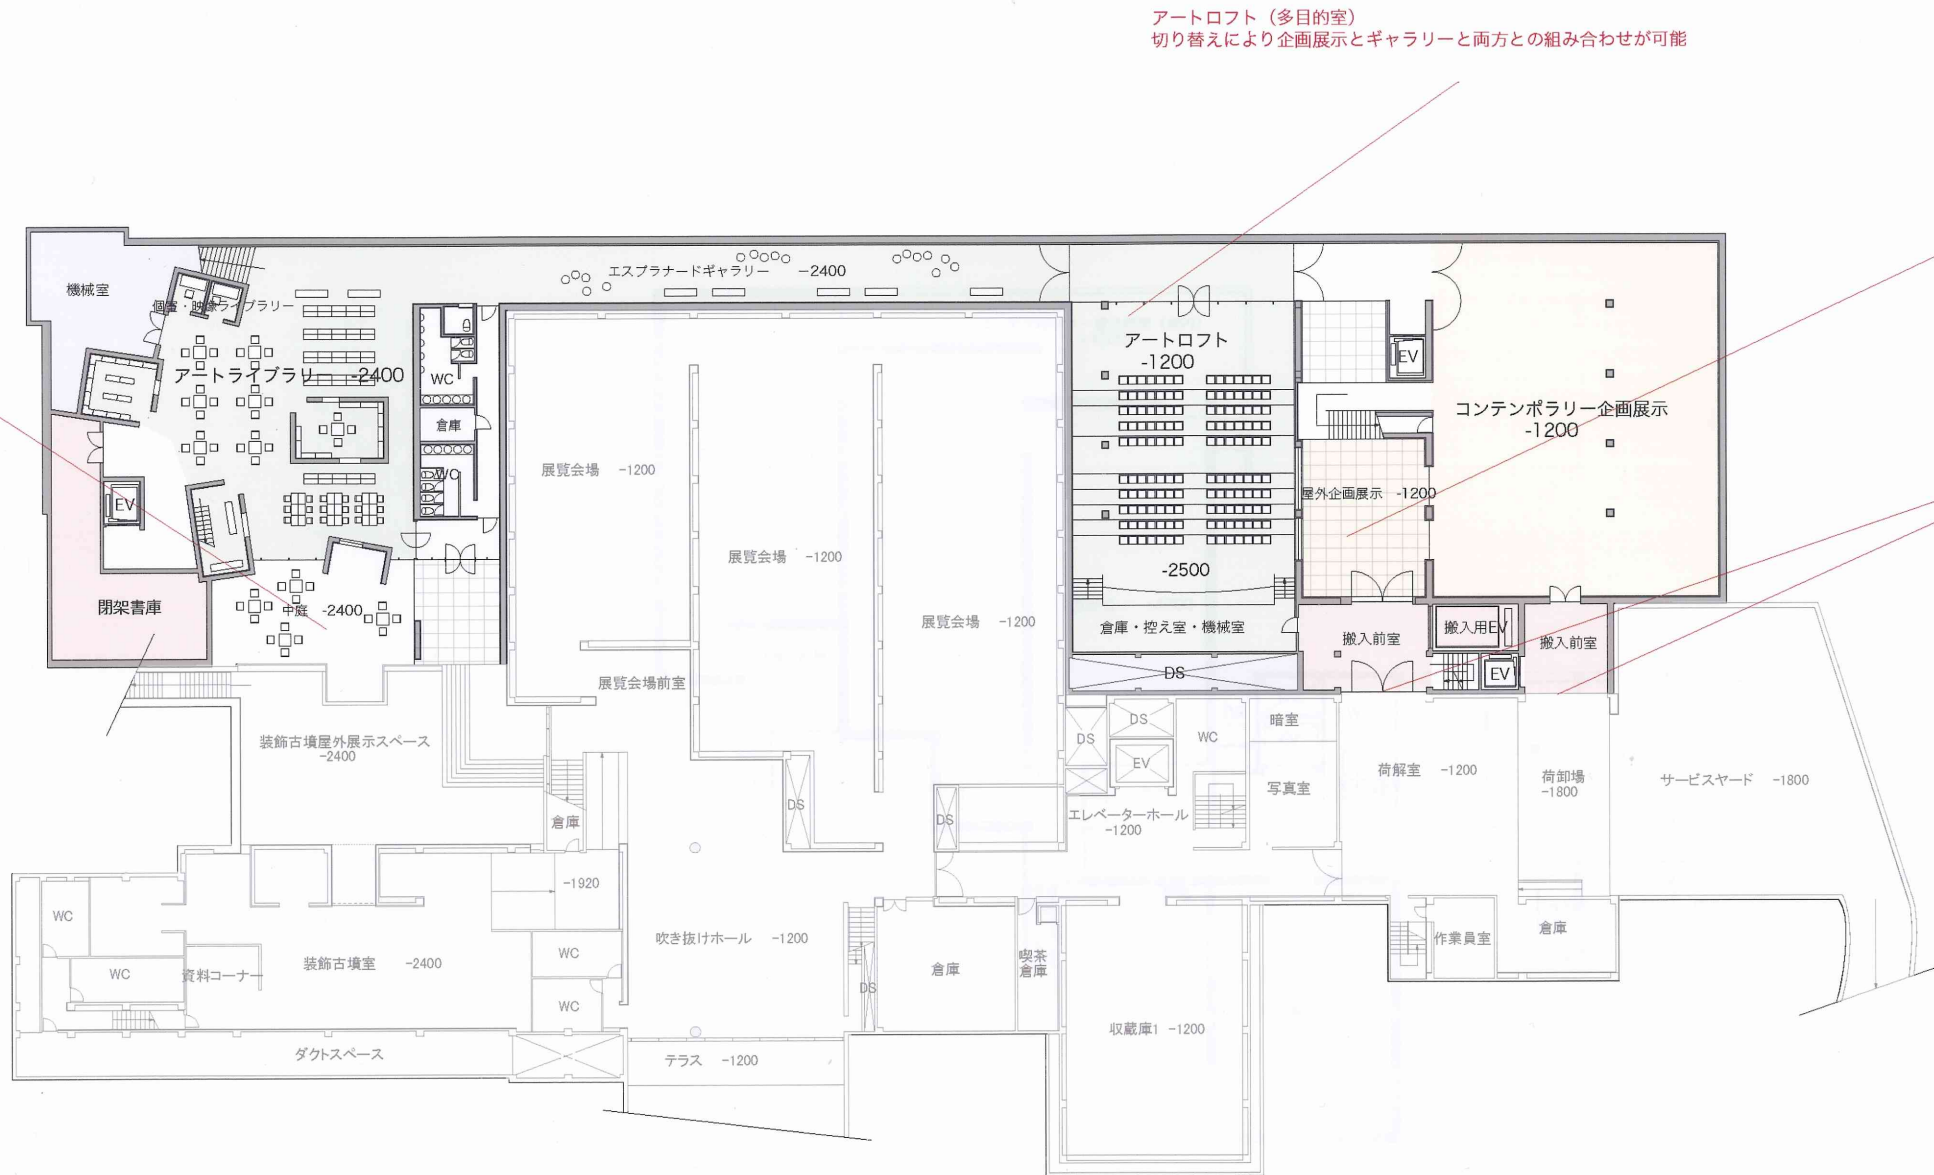 アートロフト（多目的室）
切り替えにより企画展示とギャラリーと両方との組み合わせが可能
機械室
個室・映像ライブラリー
エスプラナードギャラリー −2400
アートライブラリー −2400
WC
倉庫
WC
EV
閉架書庫
中庭 -2400
展覧会場 −1200
展覧会場 −1200
展覧会場 −1200
展覧会場前室
アートロフト
-1200
-2500
倉庫・控え室・機械室
DS
EV
コンテンポラリー企画展示
-1200
屋外企画展示 -1200
搬入前室
搬入用EV
EV
搬入前室
装飾古墳屋外展示スペース
−2400
倉庫
DS
DS
DS
DS
EV
WC
暗室
写真室
エレベーターホール
−1200
荷解室 −1200
荷卸場
−1800
サービスヤード −1800
−1920
WC
WC
資料コーナー
装飾古墳室 −2400
WC
WC
吹き抜けホール −1200
DS
倉庫
喫茶
倉庫
収蔵庫1 −1200
作業員室
倉庫
ダクトスペース
テラス −1200